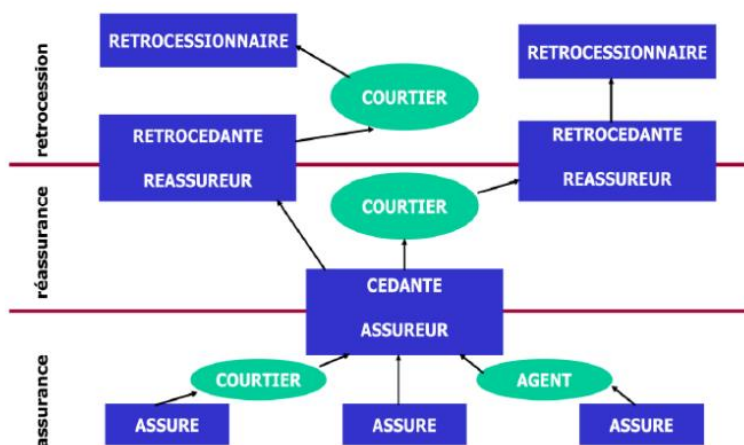 retrocession
RETROCESSIONNAIRE
COURTIER
RETROCESSIONNAIRE
RETROCEDANTE
REASSUREUR
RETROCEDANTE
REASSUREUR
réassurance
COURTIER
CEDANTE
ASSUREUR
assurance
COURTIER
AGENT
ASSURE
ASSURE
ASSURE